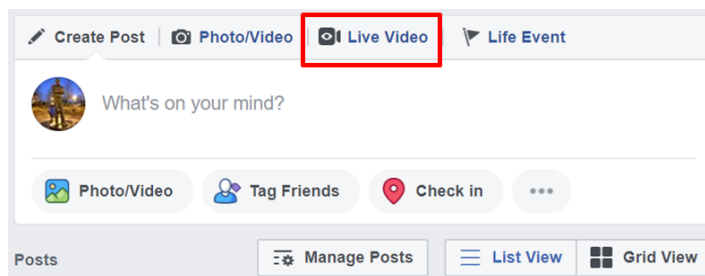 Create Post Photo/Video Live Video Life Event
What's on your mind?
Photo/Video Tag Friends Check in
Posts Manage Posts List View Grid View